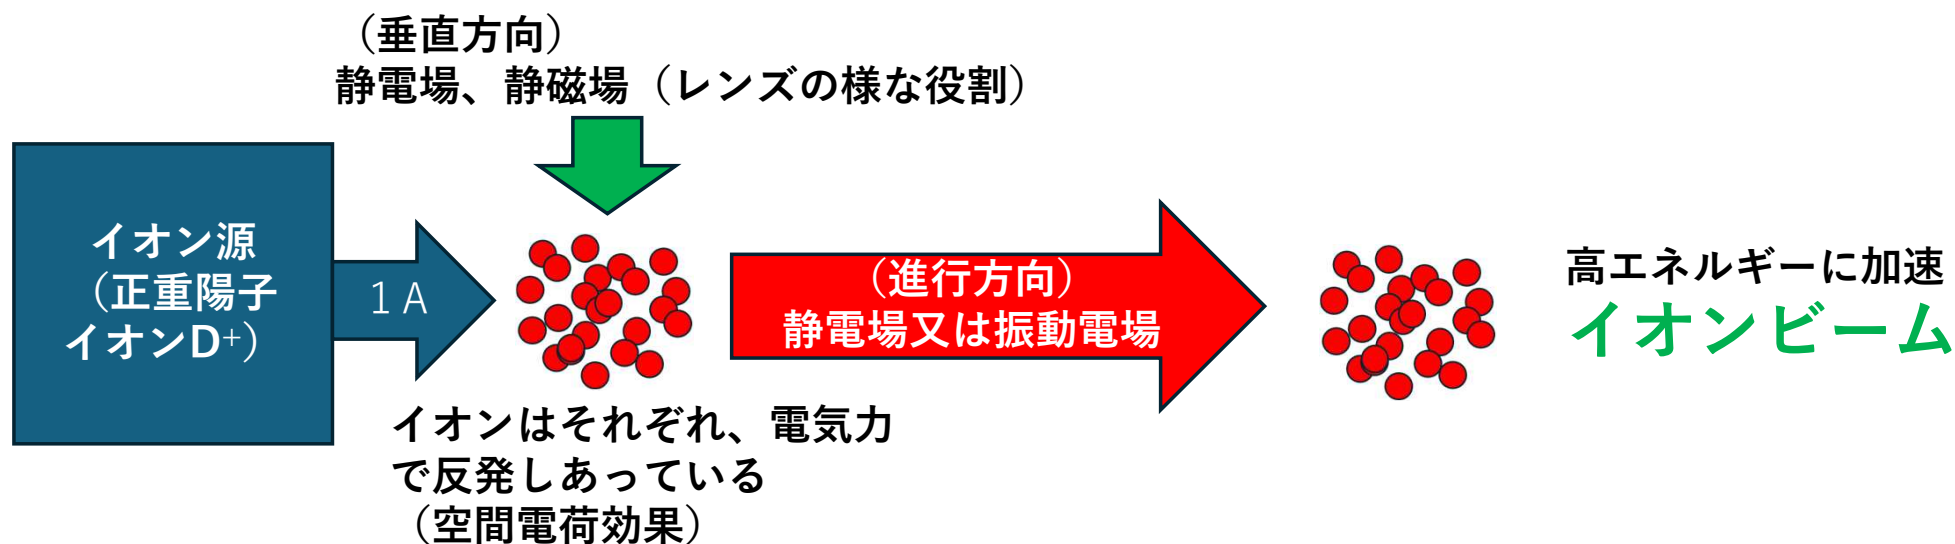 （垂直方向）
静電場、静磁場（レンズの様な役割）
イオン源
（正重陽子
イオンD⁺）
１A
イオンはそれぞれ、電気力
で反発しあっている
（空間電荷効果）
（進行方向）
静電場又は振動電場
高エネルギーに加速
イオンビーム